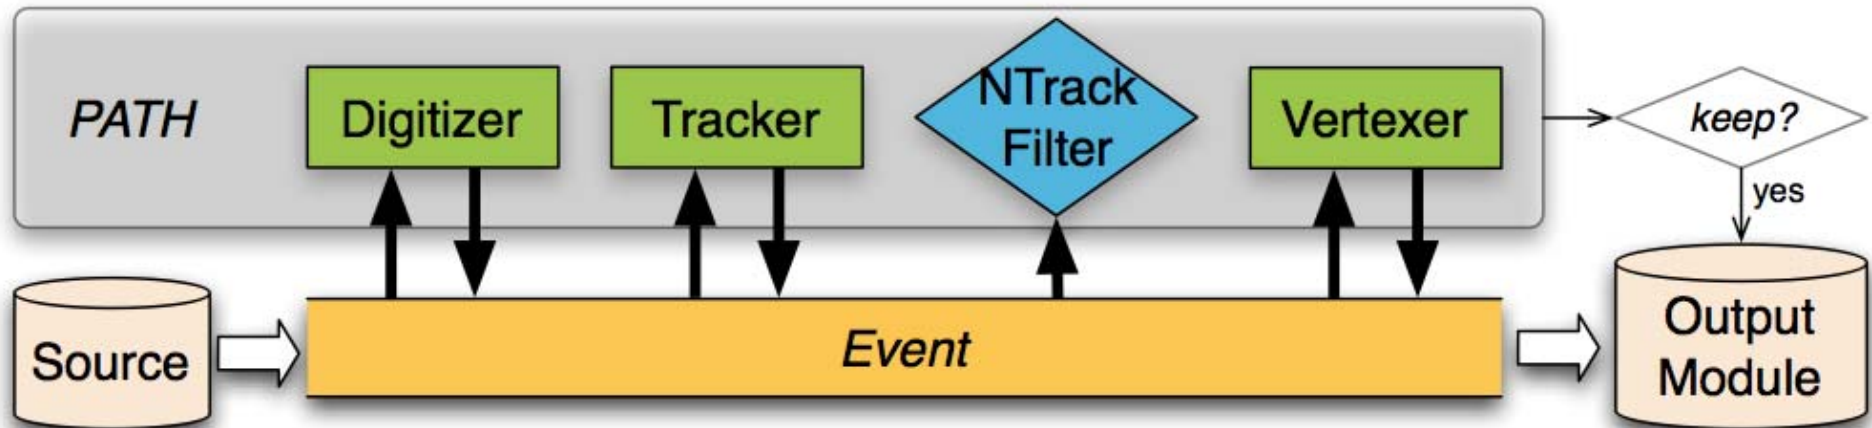 PATH
Digitizer
Tracker
NTrack
Filter
Vertexer
keep?
yes
Source
Event
Output
Module